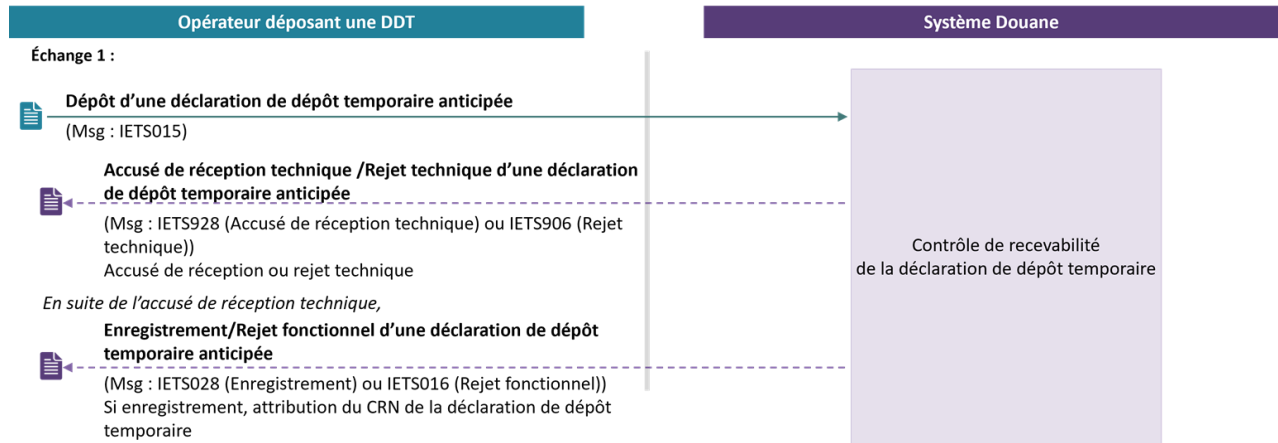 Opérateur déposant une DDT
Système Douane
Échange 1 :
Dépôt d’une déclaration de dépôt temporaire anticipée
(Msg : IETS015)
Accusé de réception technique /Rejet technique d’une déclaration
de dépôt temporaire anticipée
(Msg : IETS928 (Accusé de réception technique) ou IETS906 (Rejet
technique))
Accusé de réception ou rejet technique
En suite de l’accusé de réception technique,
Enregistrement/Rejet fonctionnel d’une déclaration de dépôt
temporaire anticipée
(Msg : IETS028 (Enregistrement) ou IETS016 (Rejet fonctionnel))
Si enregistrement, attribution du CRN de la déclaration de dépôt
temporaire
Contrôle de recevabilité
de la déclaration de dépôt temporaire